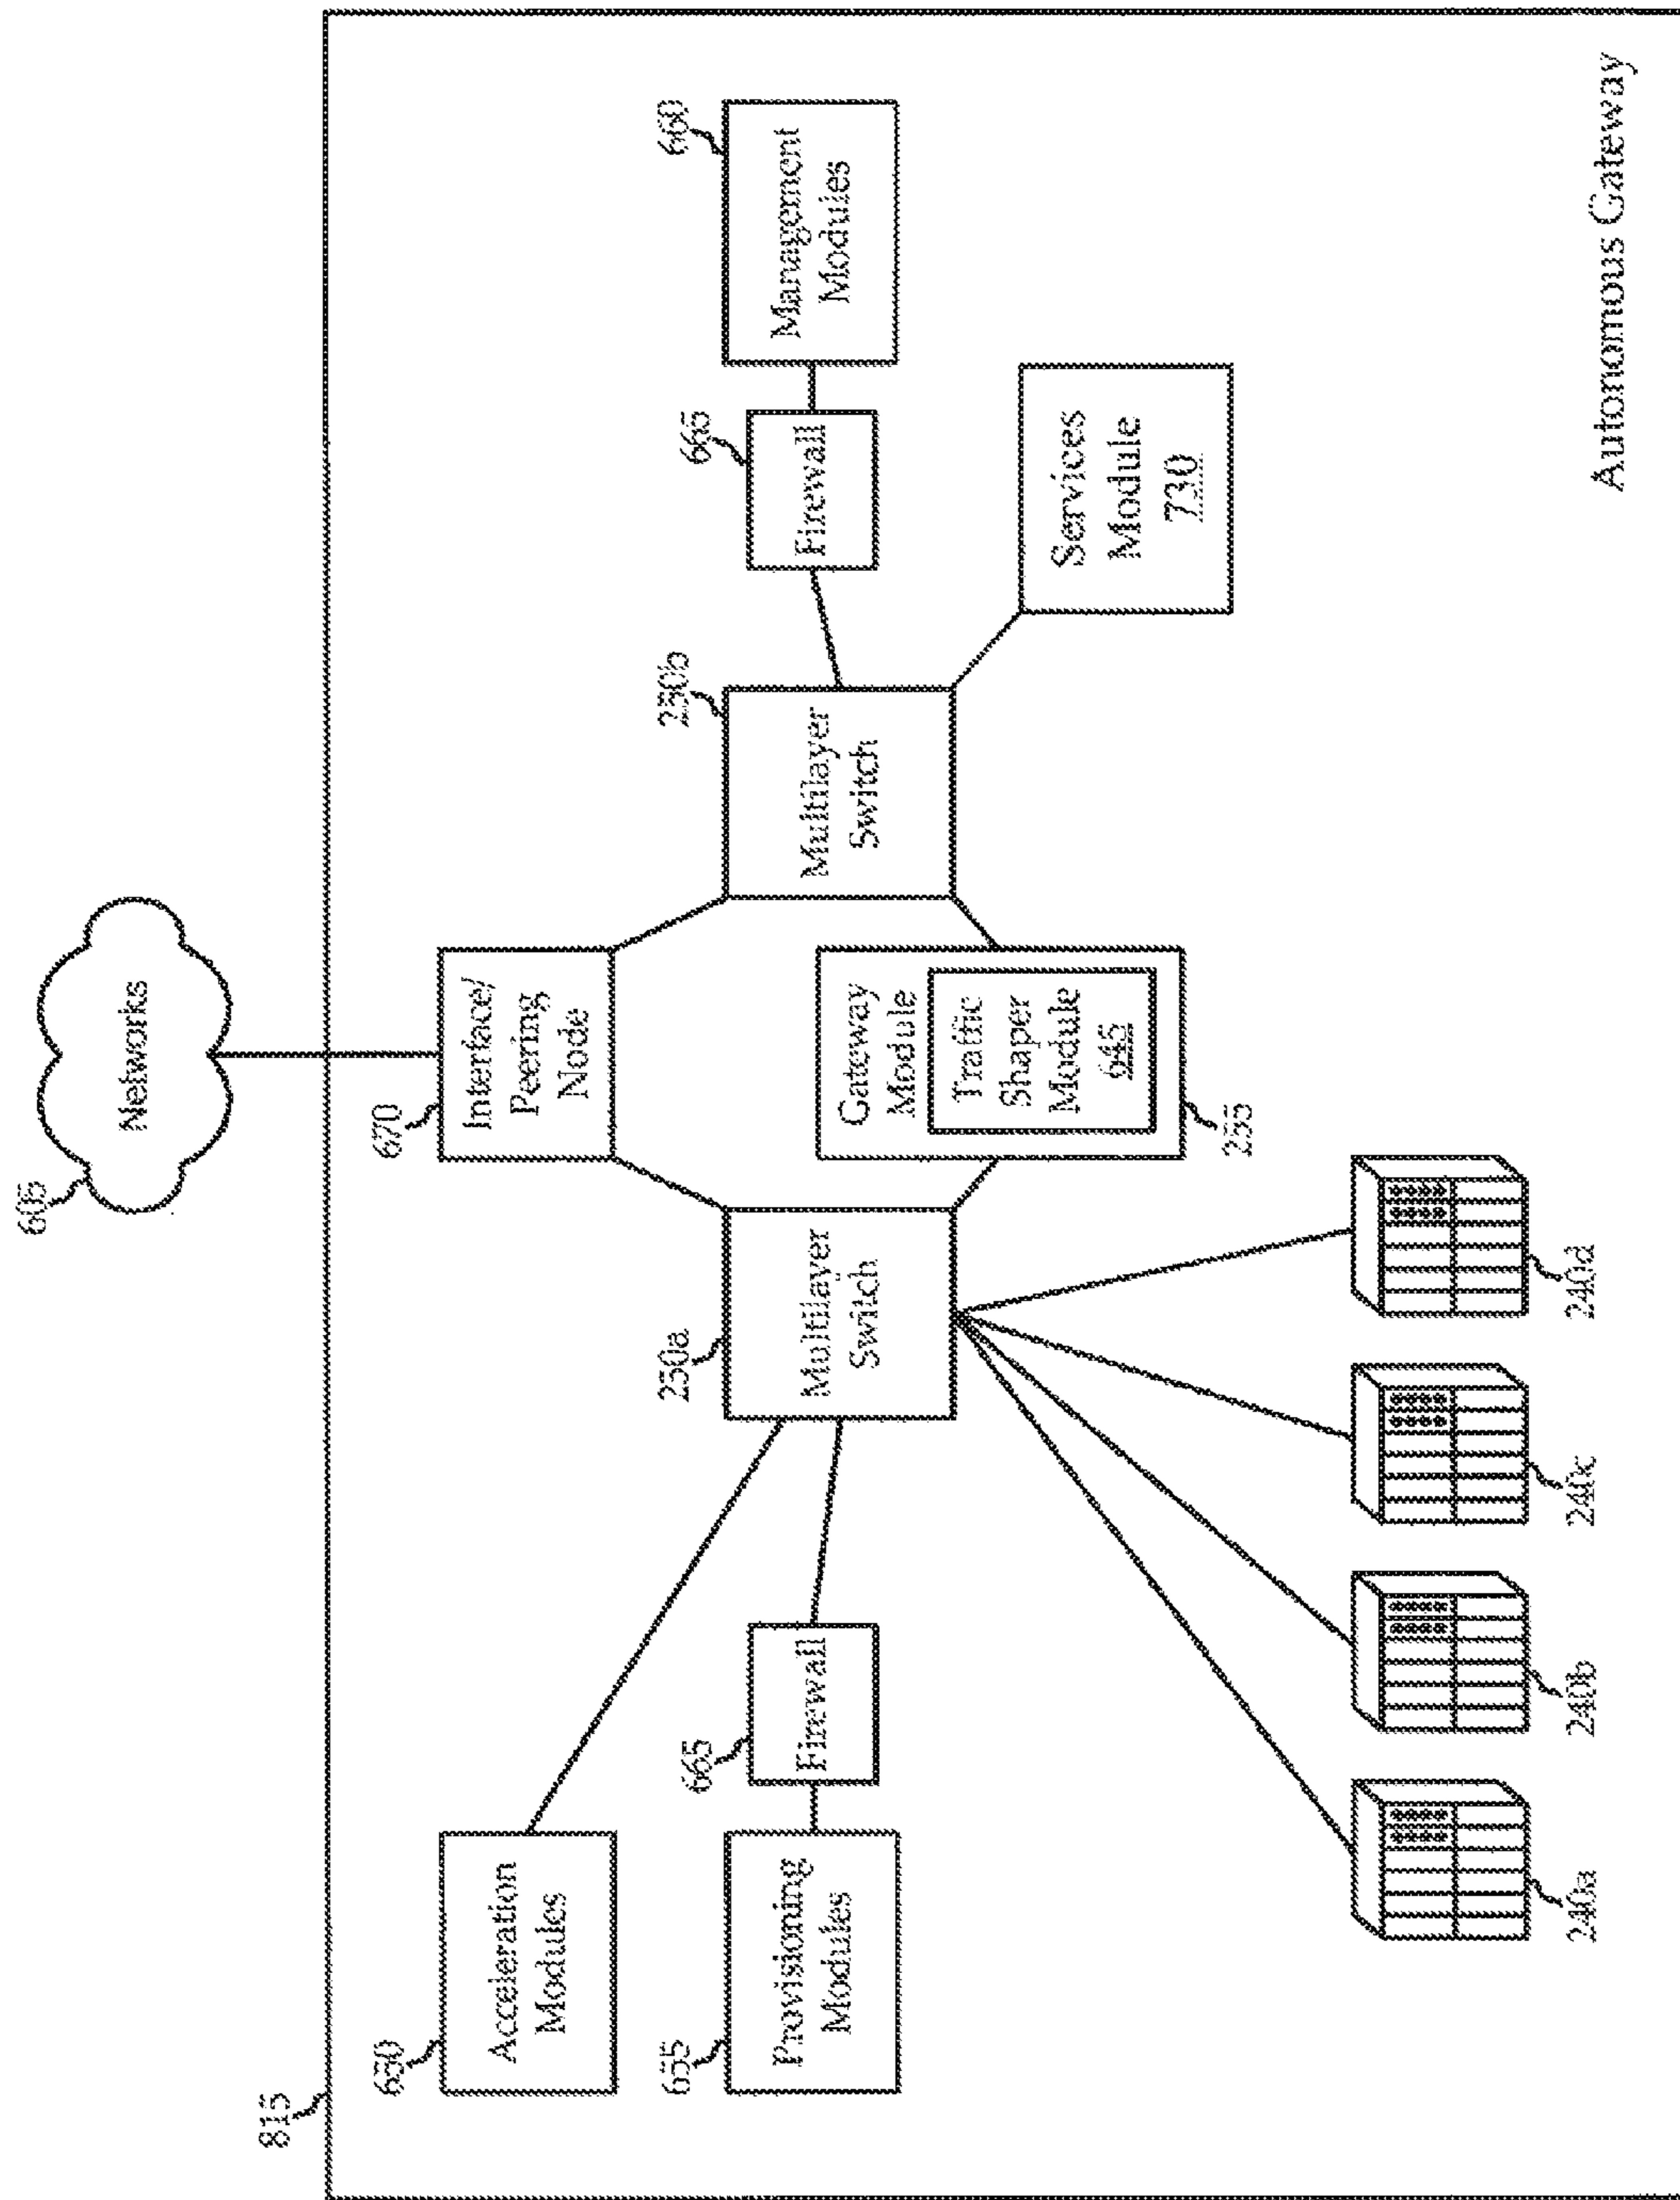 605
Networks
815
670
Interface/
Peering
Node
650
Acceleration
Modules
655
Provisioning
Modules
665
Firewall
250a
Multilayer
Switch
250b
Multilayer
Switch
665
Firewall
660
Management
Modules
Gateway
Module
Traffic
Shaper
Module
645
255
Services
Module
730
240a
240b
240c
240d
Autonomous Gateway